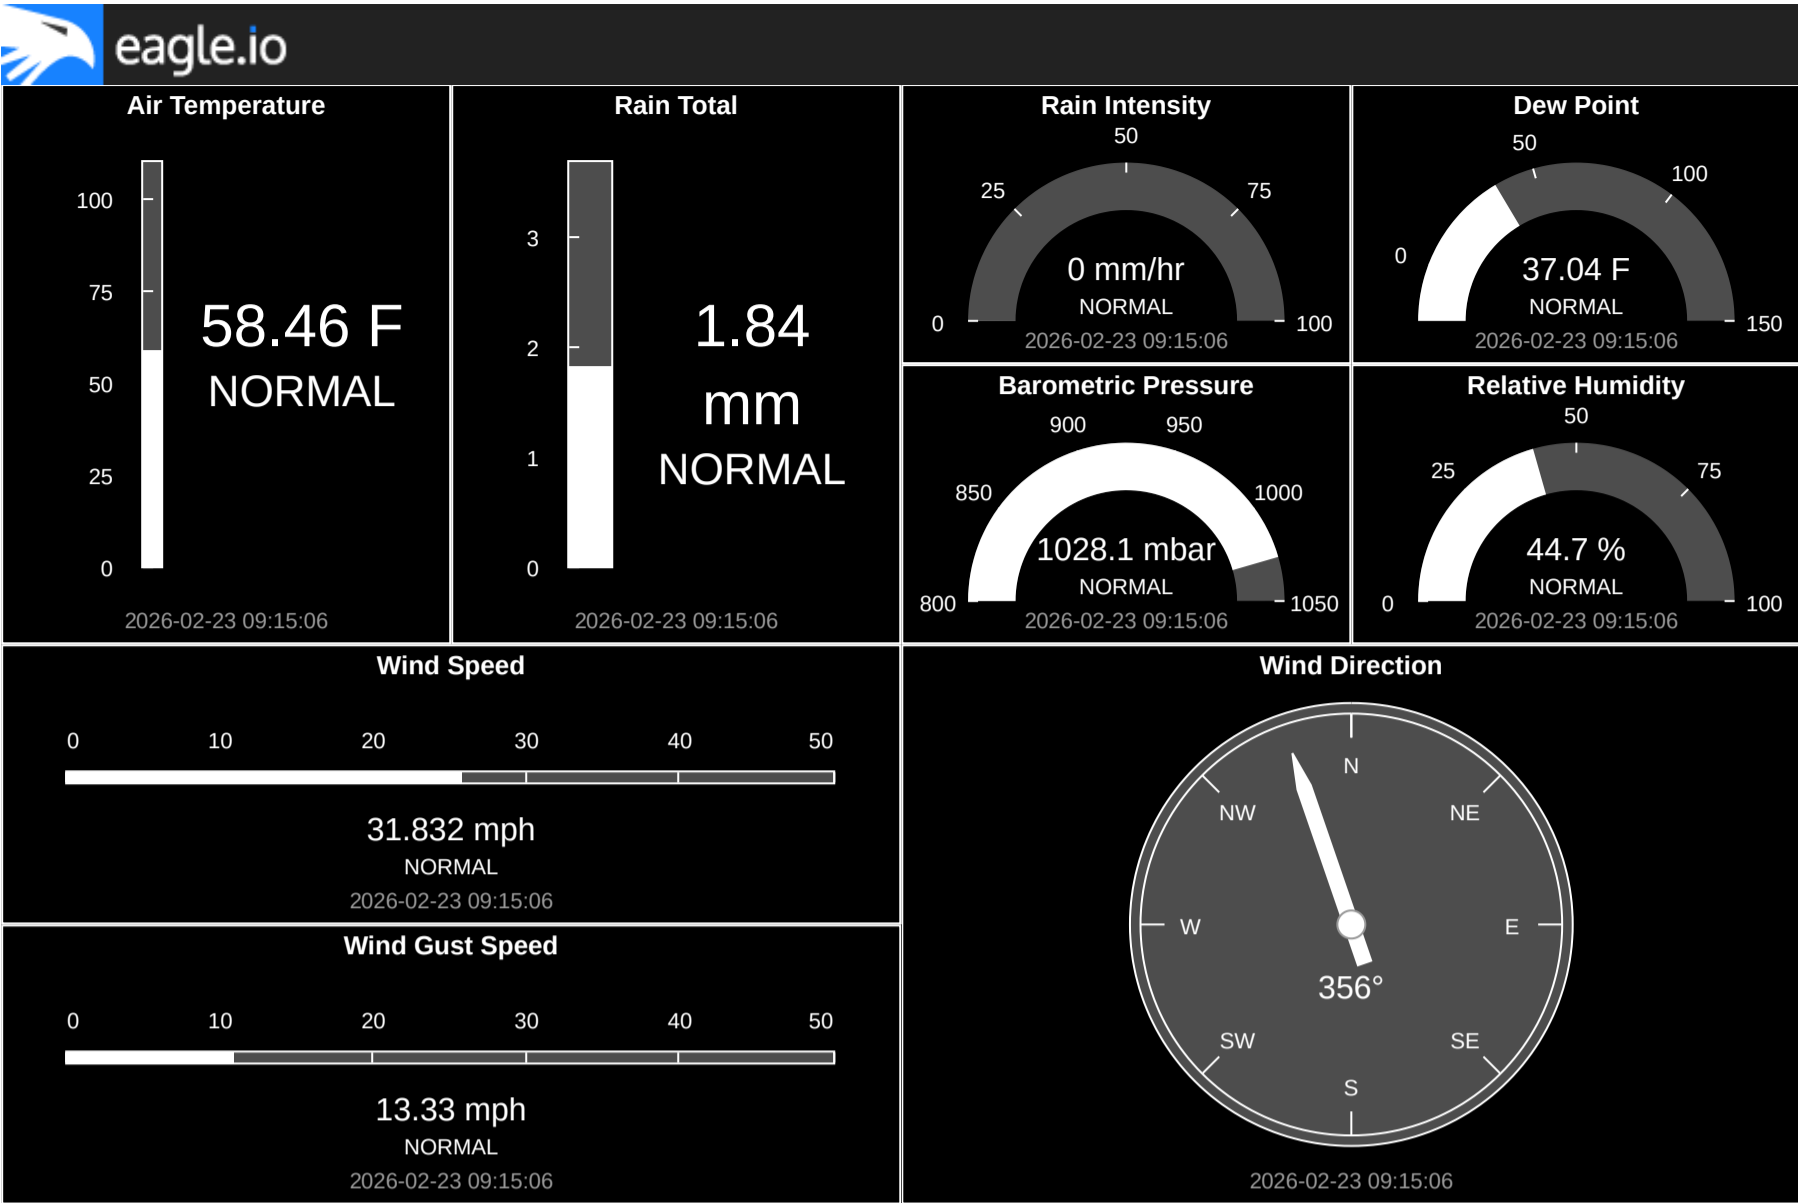 eagle.io
Air Temperature
100
75
50
25
0
58.46 F
NORMAL
2026-02-23 09:15:06
Rain Total
3
2
1
0
1.84
mm
NORMAL
2026-02-23 09:15:06
Rain Intensity
0
25
50
75
100
0 mm/hr
NORMAL
2026-02-23 09:15:06
Dew Point
0
50
100
150
37.04 F
NORMAL
2026-02-23 09:15:06
Barometric Pressure
800
850
900
950
1000
1050
1028.1 mbar
NORMAL
2026-02-23 09:15:06
Relative Humidity
0
25
50
75
100
44.7 %
NORMAL
2026-02-23 09:15:06
Wind Speed
0 10 20 30 40 50
31.832 mph
NORMAL
2026-02-23 09:15:06
Wind Gust Speed
0 10 20 30 40 50
13.33 mph
NORMAL
2026-02-23 09:15:06
Wind Direction
N
NW NE
W E
356°
SW SE
S
2026-02-23 09:15:06